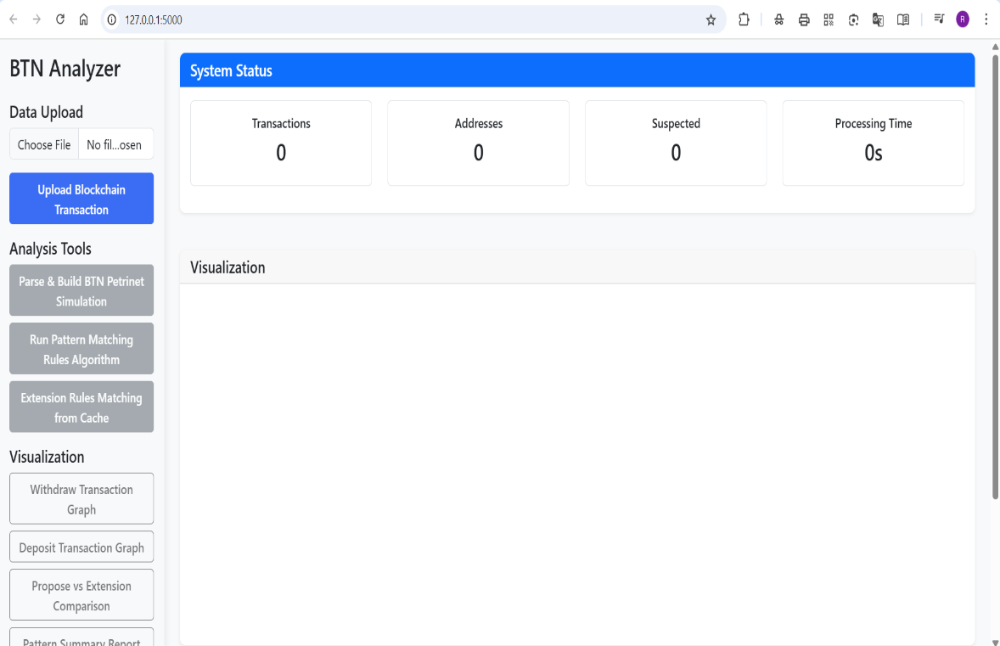 127.0.0.1:5000
R
BTN Analyzer
Data Upload
Choose File No fil...osen
Upload Blockchain
Transaction
Analysis Tools
Parse & Build BTN Petrinet
Simulation
Run Pattern Matching
Rules Algorithm
Extension Rules Matching
from Cache
Visualization
Withdraw Transaction
Graph
Deposit Transaction Graph
Propose vs Extension
Comparison
Pattern Summary Report
System Status
Transactions
0
Addresses
0
Suspected
0
Processing Time
0s
Visualization